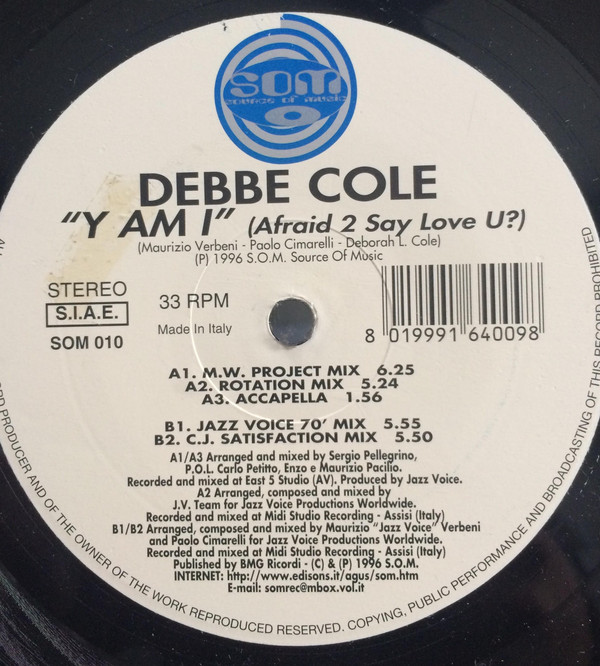 SOM
SOURCE OF MUSIC
DEBBE COLE
"Y AM I" (Afraid 2 Say Love U?)
(Maurizio Verbeni - Paolo Cimarelli - Deborah L. Cole)
(P) 1996 S.O.M. Source Of Music
STEREO
S.I.A.E.
SOM 010
33 RPM
Made In Italy
8 019991 640098
A1. M.W. PROJECT MIX 6.25
A2. ROTATION MIX 5.24
A3. ACCAPELLA 1.56
B1. JAZZ VOICE 70' MIX 5.55
B2. C.J. SATISFACTION MIX 5.50
A1/A3 Arranged and mixed by Sergio Pellegrino,
P.O.L. Carlo Petitto, Enzo e Maurizio Pacilio.
Recorded and mixed at East 5 Studio (AV). Produced by Jazz Voice.
A2 Arranged, composed and mixed by
J.V. Team for Jazz Voice Productions Worldwide.
Recorded and mixed at Midi Studio Recording - Assisi (Italy)
B1/B2 Arranged, composed and mixed by Maurizio "Jazz Voice" Verbeni
and Paolo Cimarelli for Jazz Voice Productions Worldwide.
Recorded and mixed at Midi Studio Recording - Assisi (Italy)
Published by BMG Ricordi - (C) & (P) 1996 S.O.M.
INTERNET: http://www.edisons.it/agus/som.htm
E-mail: somrec@mbox.vol.it
PRODUCER AND OF THE OWNER OF THE WORK REPRODUCED RESERVED. COPYING, PUBLIC PERFORMANCE AND BROADCASTING OF THIS RECORD PROHIBITED